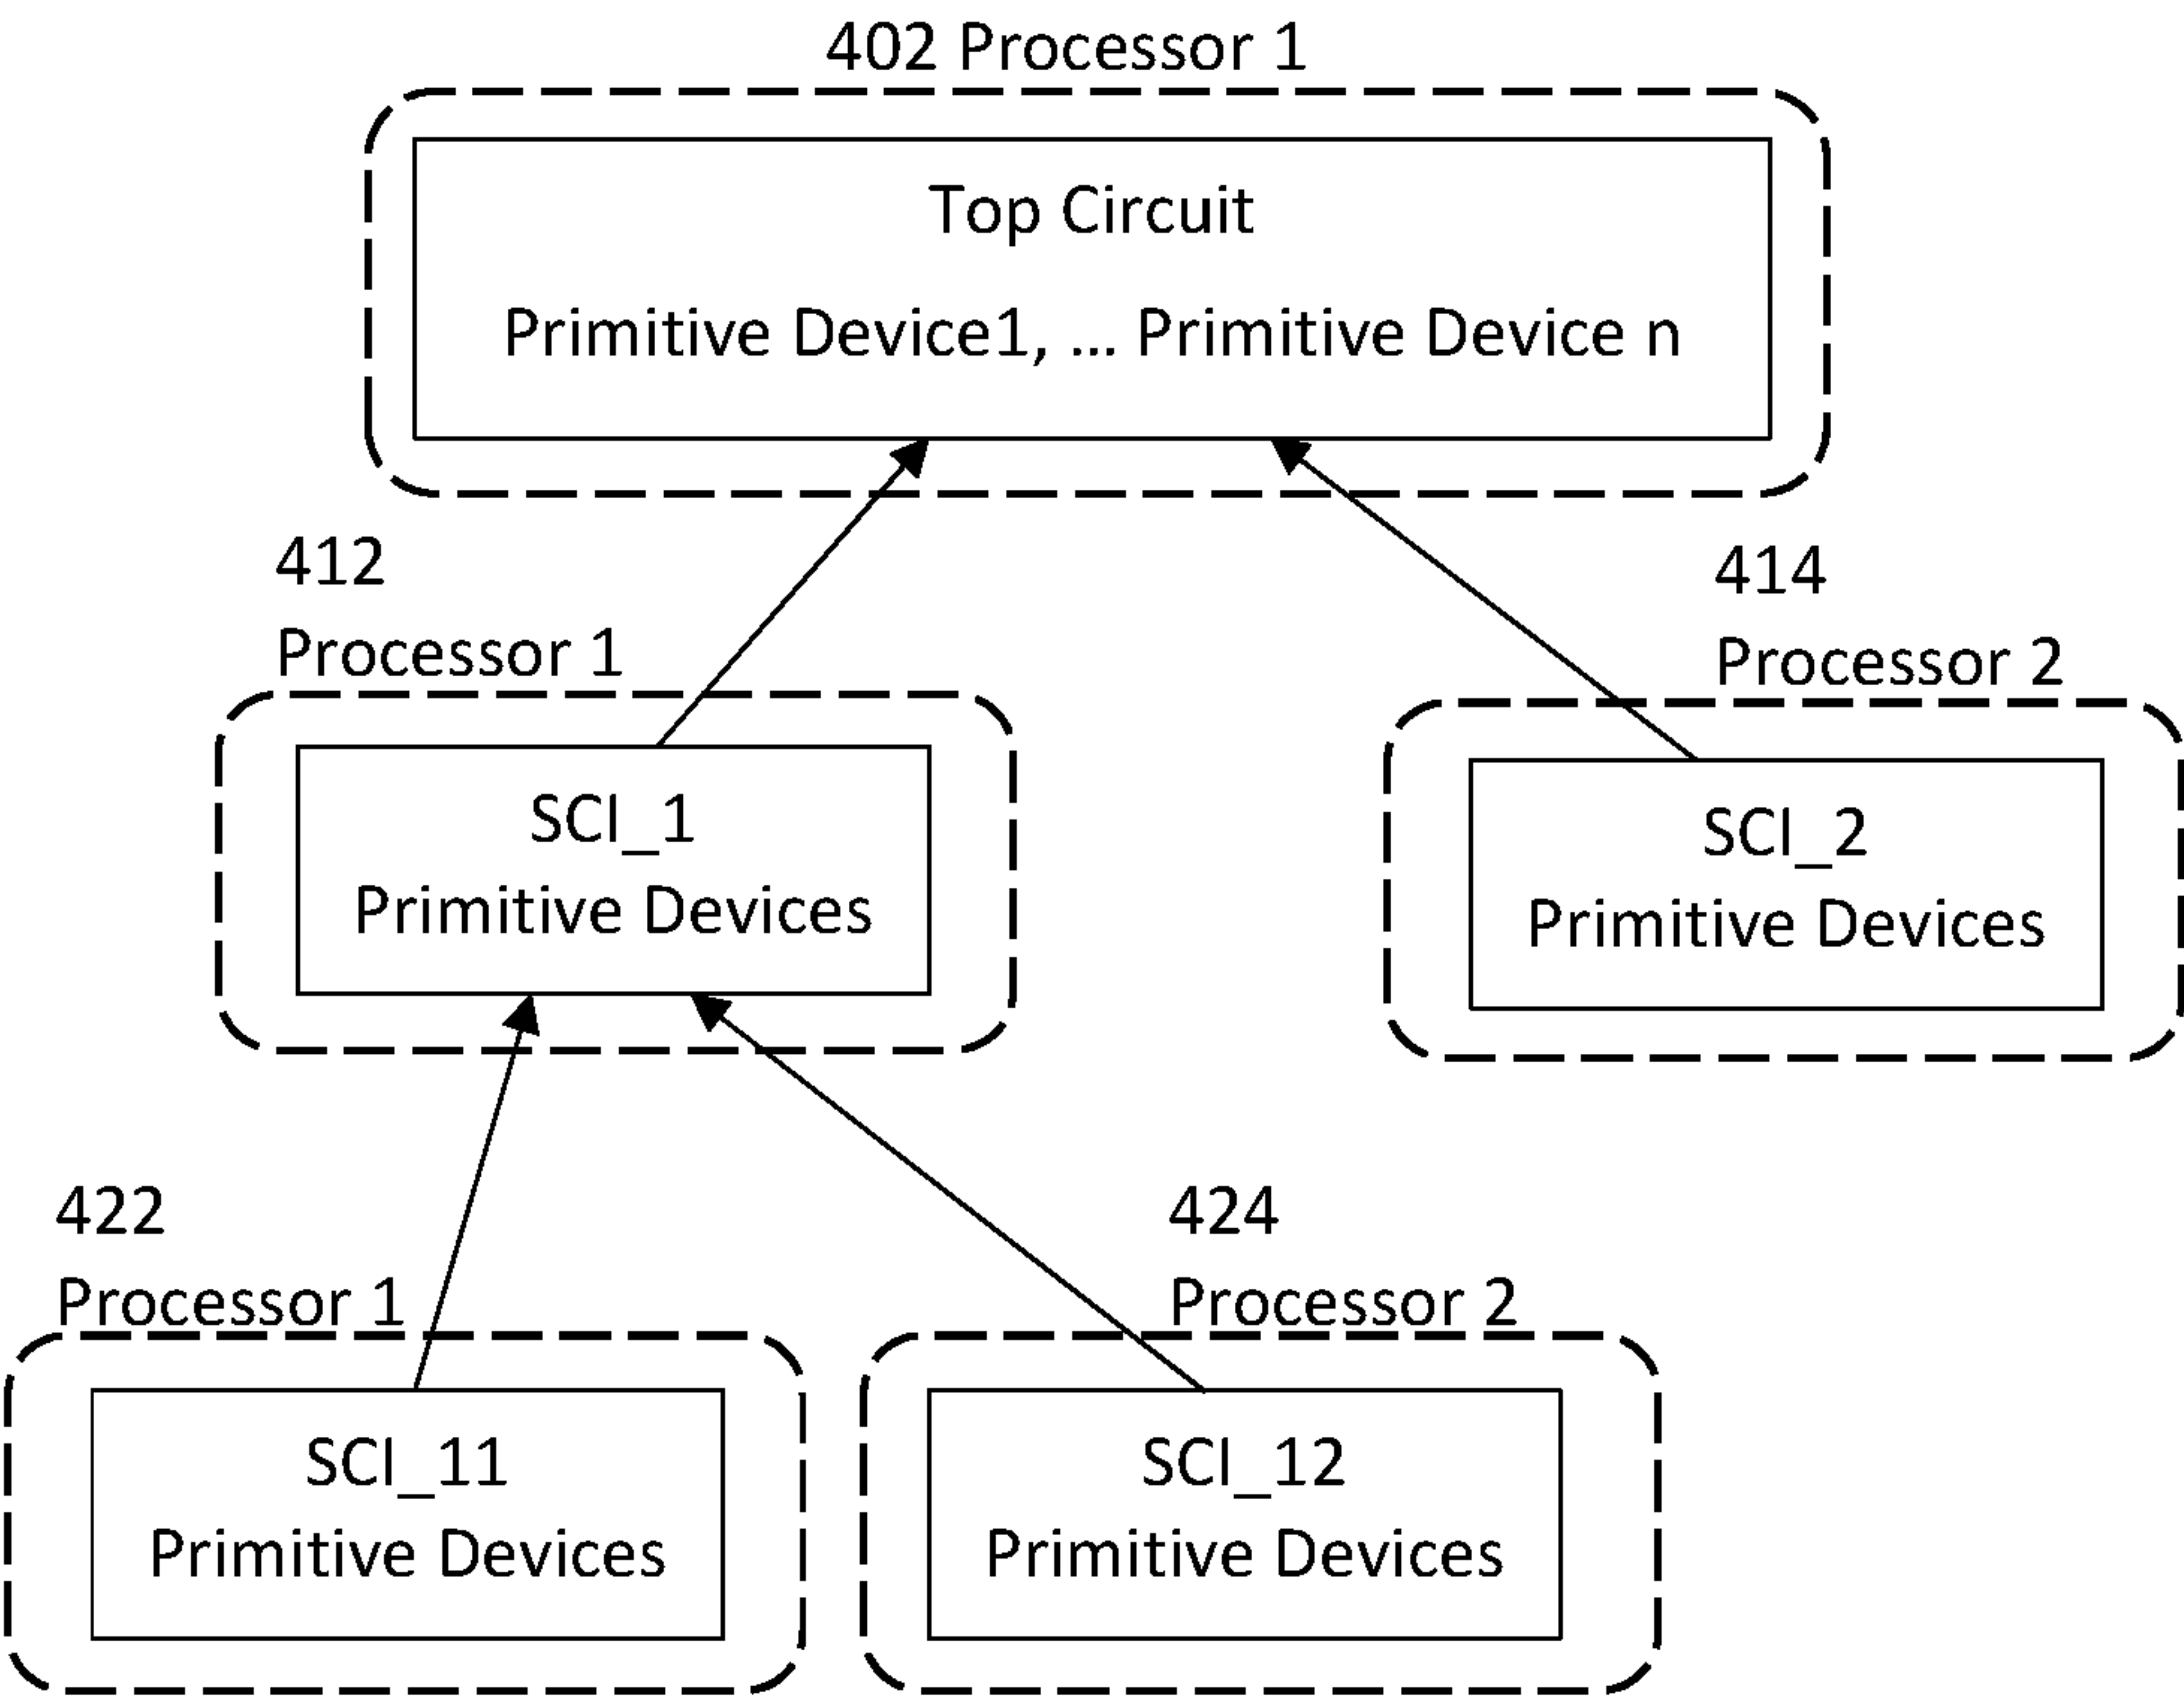 402 Processor 1
Top Circuit
Primitive Device1, ... Primitive Device n
412
Processor 1
414
Processor 2
SCI_1
Primitive Devices
SCI_2
Primitive Devices
422
Processor 1
424
Processor 2
SCI_11
Primitive Devices
SCI_12
Primitive Devices